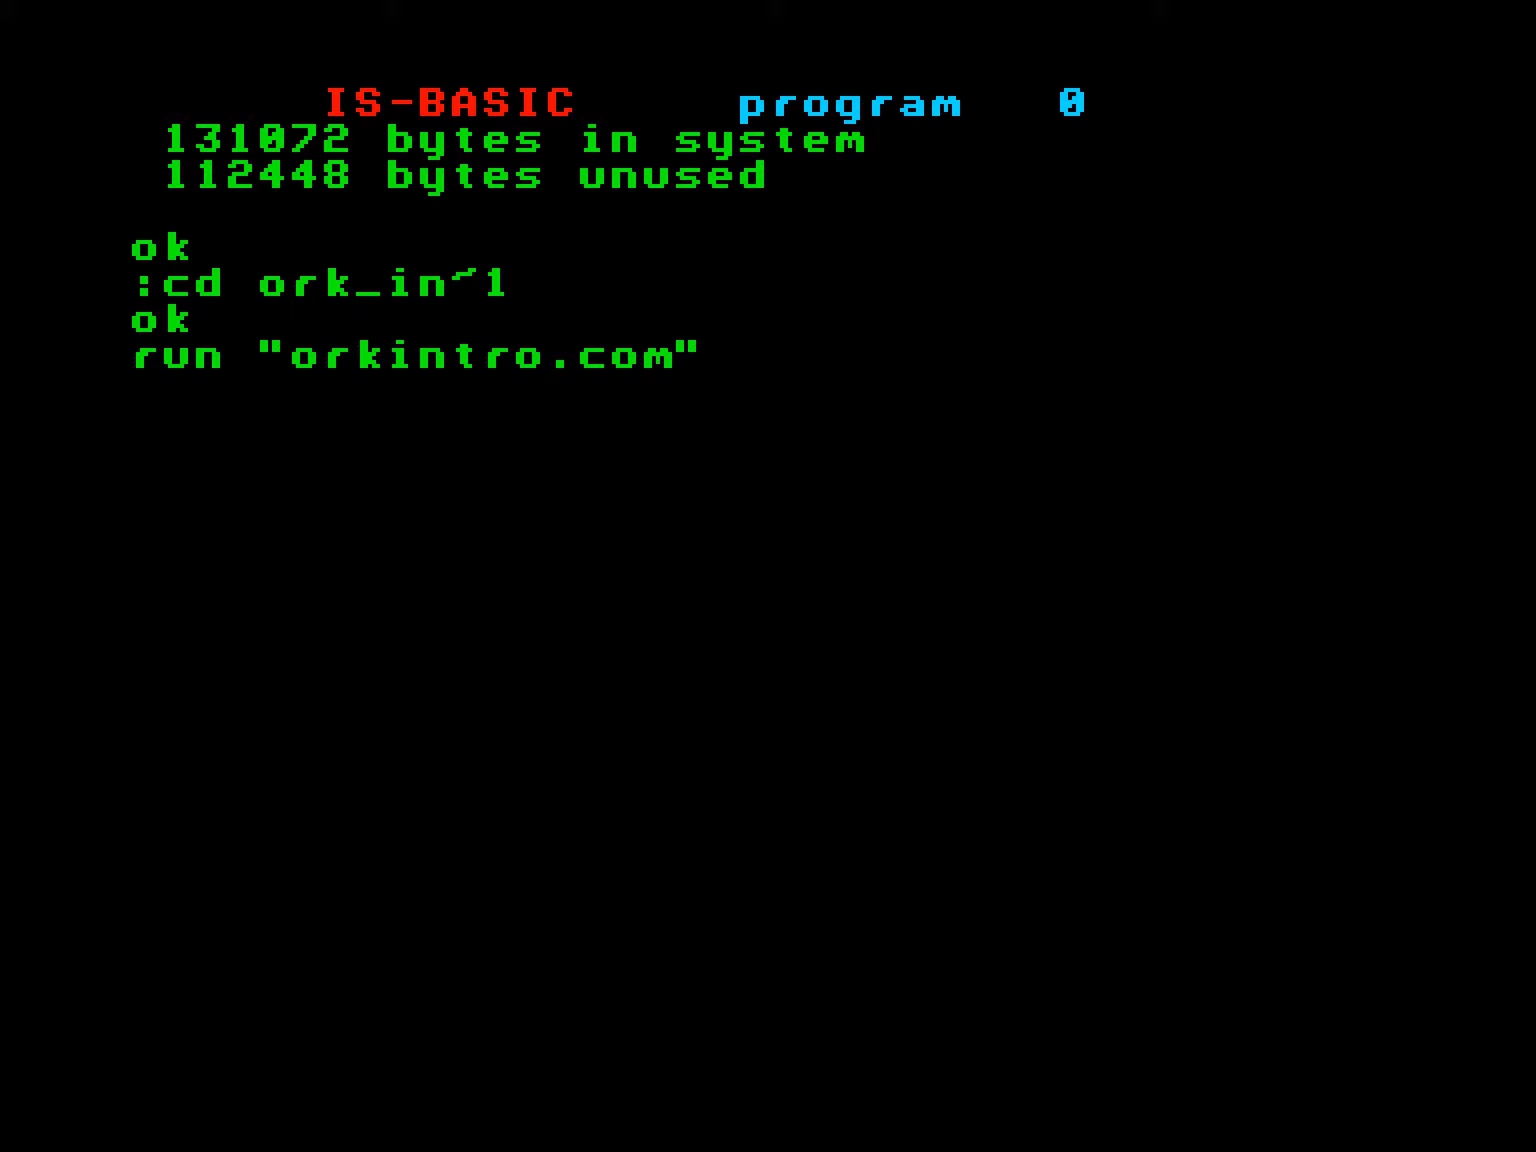 IS-BASIC program 0
131072 bytes in system
112448 bytes unused
ok
:cd ork_in~1
ok
run "orkintro.com"